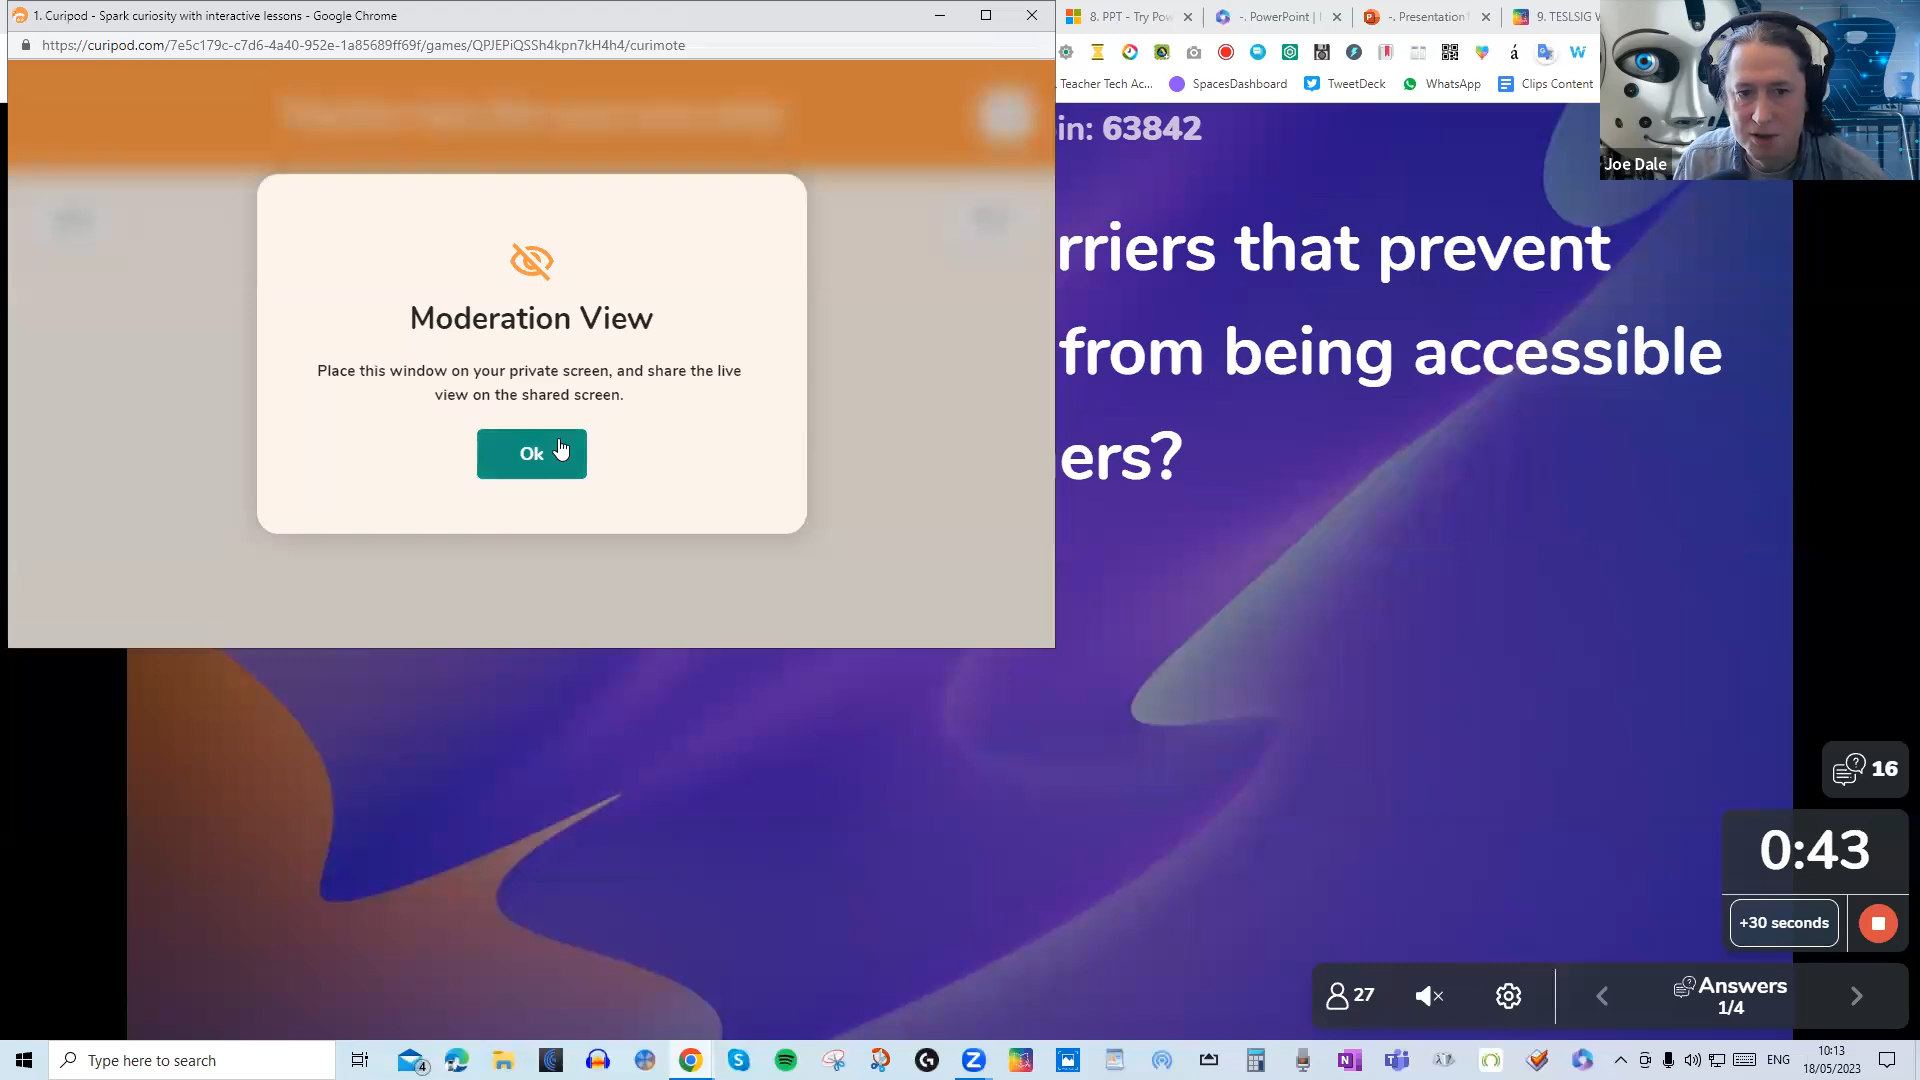 1. Curipod - Spark curiosity with interactive lessons - Google Chrome
https://curipod.com/7e5c179c-c7d6-4a40-952e-1a85689ff69f/games/QPJEPiQSSh4kpn7kH4h4/curimote
8. PPT - Try Pow
-. PowerPoint |
-. Presentation
9. TESLSIG W
Teacher Tech Ac...
SpacesDashboard
TweetDeck
WhatsApp
Clips Content
in: 63842
Joe Dale
rriers that prevent
from being accessible
ers?
Moderation View
Place this window on your private screen, and share the live
view on the shared screen.
Ok
16
0:43
+30 seconds
27
Answers
1/4
Type here to search
4
ENG
10:13
18/05/2023